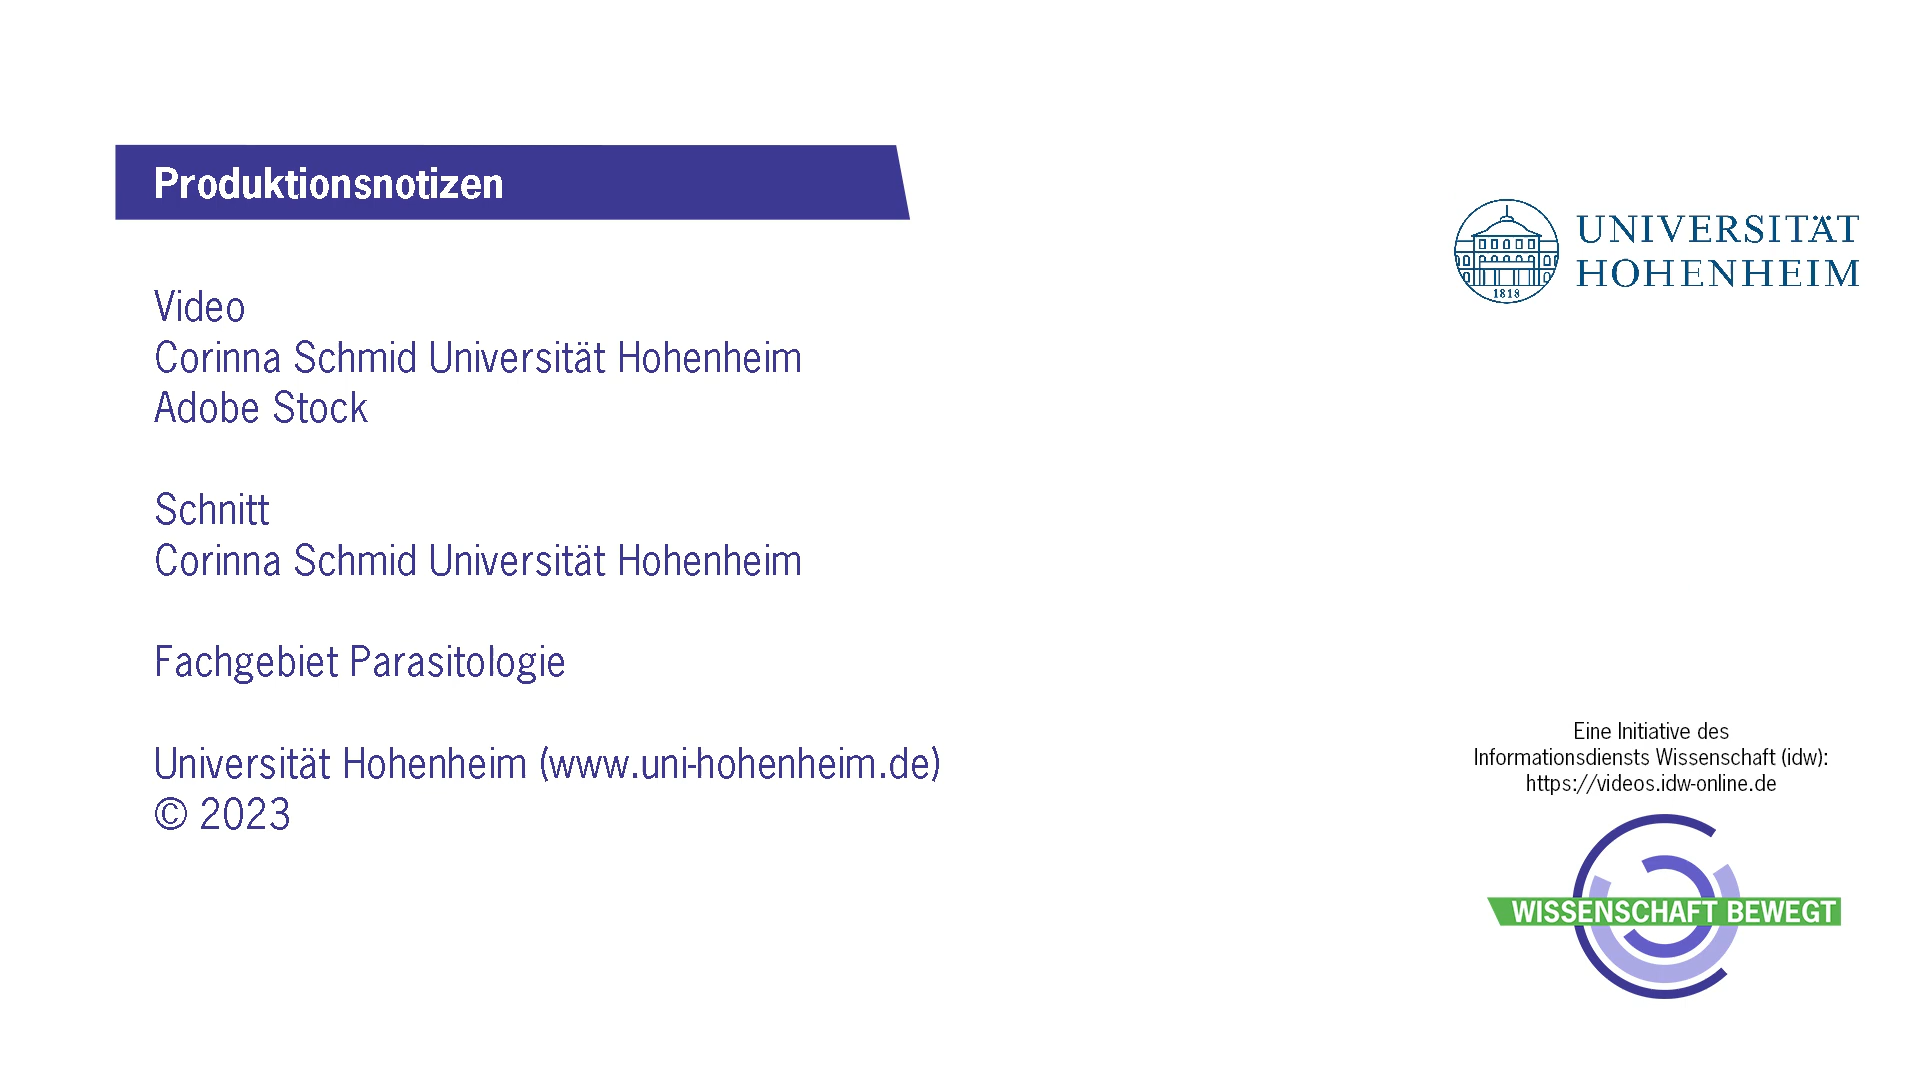 Produktionsnotizen
Video
Corinna Schmid Universität Hohenheim
Adobe Stock
Schnitt
Corinna Schmid Universität Hohenheim
Fachgebiet Parasitologie
Universität Hohenheim (www.uni-hohenheim.de)
© 2023
1818
UNIVERSITÄT
HOHENHEIM
Eine Initiative des
Informationsdiensts Wissenschaft (idw):
https://videos.idw-online.de
WISSENSCHAFT BEWEGT